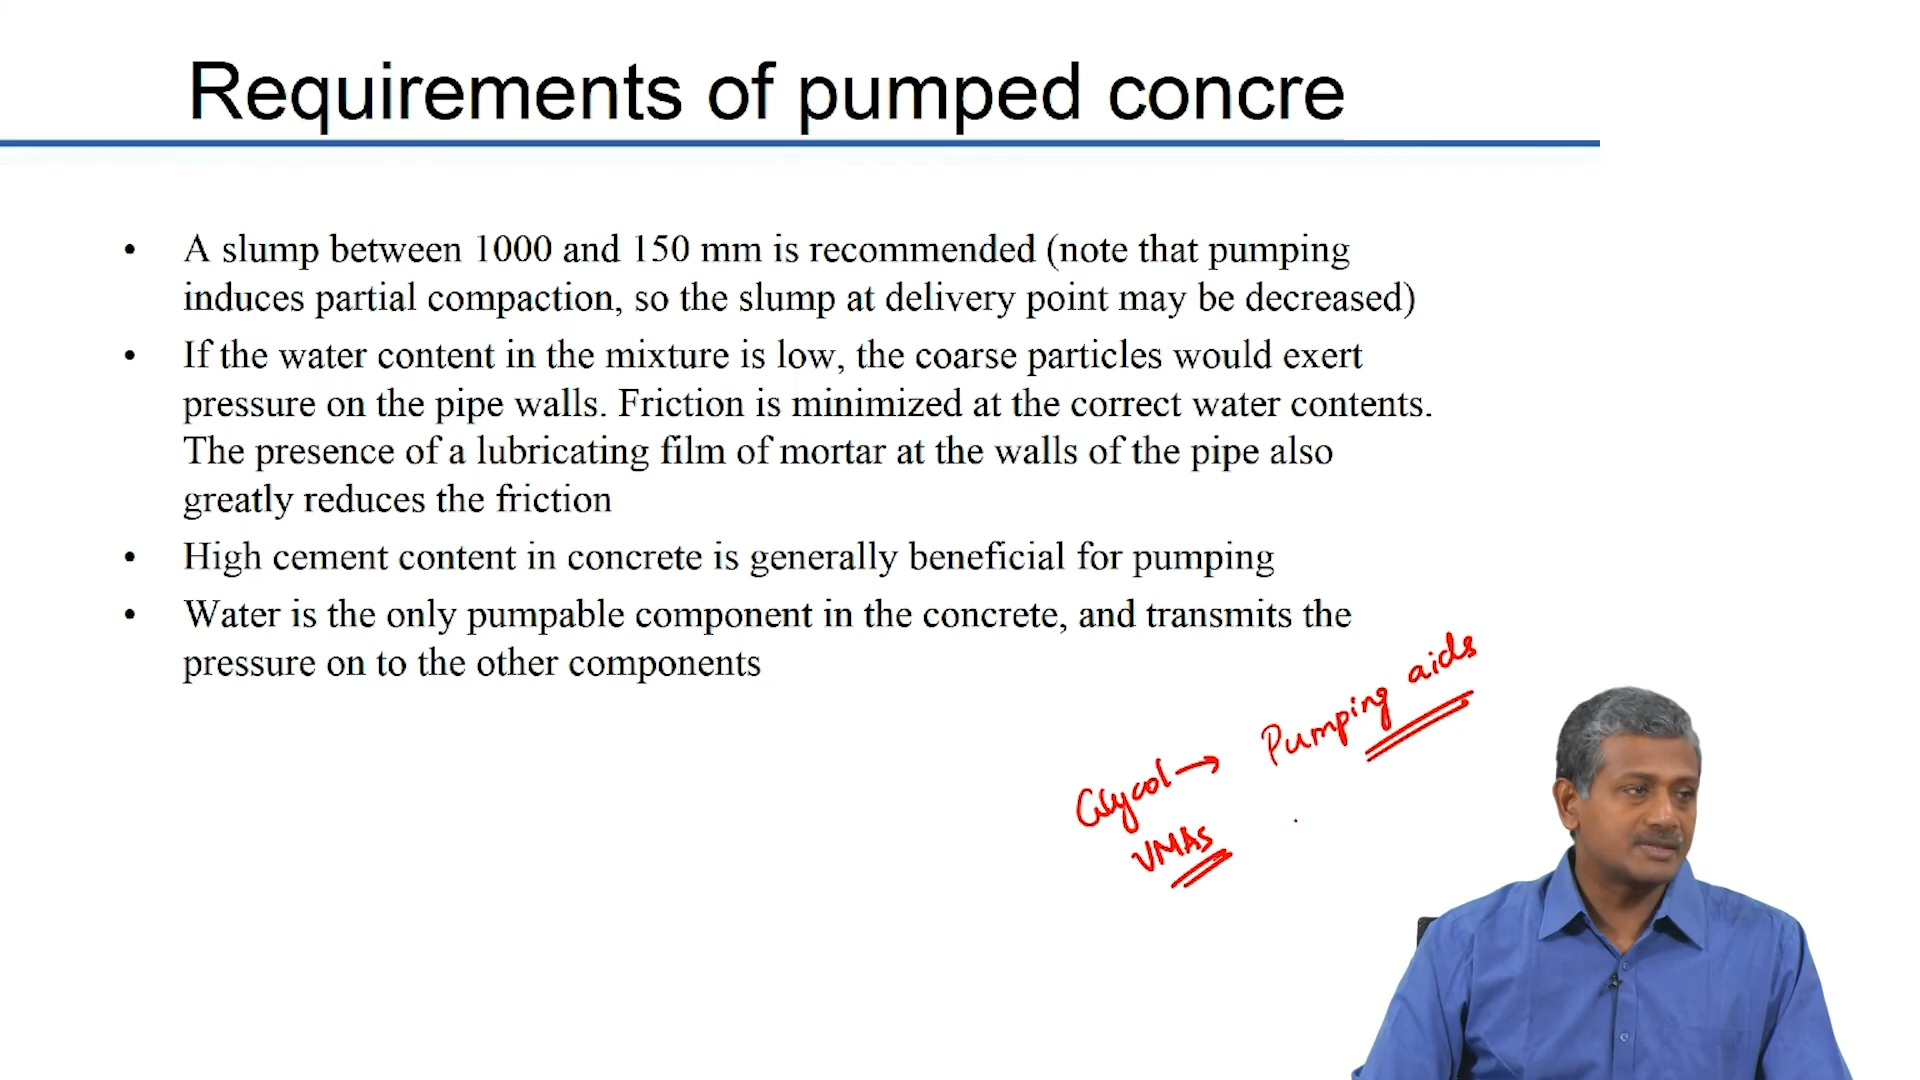 Requirements of pumped concre
• A slump between 1000 and 150 mm is recommended (note that pumping
induces partial compaction, so the slump at delivery point may be decreased)
• If the water content in the mixture is low, the coarse particles would exert
pressure on the pipe walls. Friction is minimized at the correct water contents.
The presence of a lubricating film of mortar at the walls of the pipe also
greatly reduces the friction
• High cement content in concrete is generally beneficial for pumping
• Water is the only pumpable component in the concrete, and transmits the
pressure on to the other components
Glycol → Pumping aids
VMAs